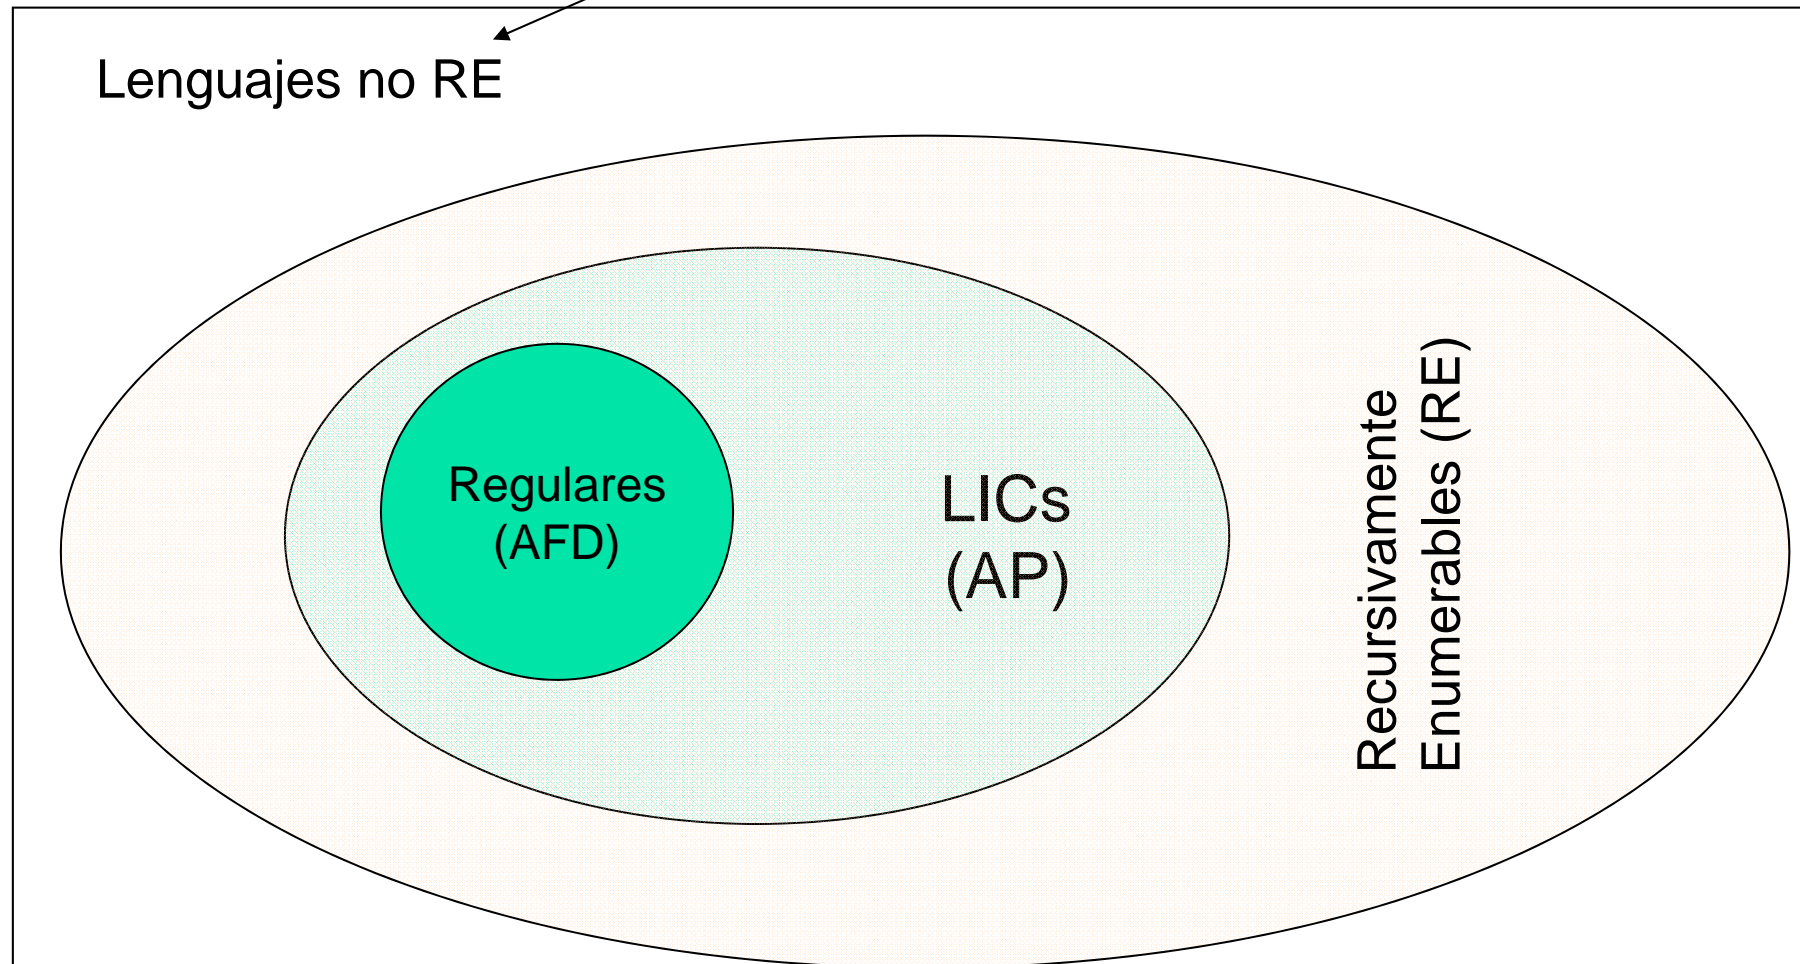 Lenguajes no RE
Regulares
(AFD)
LICs
(AP)
Recursivamente
Enumerables (RE)